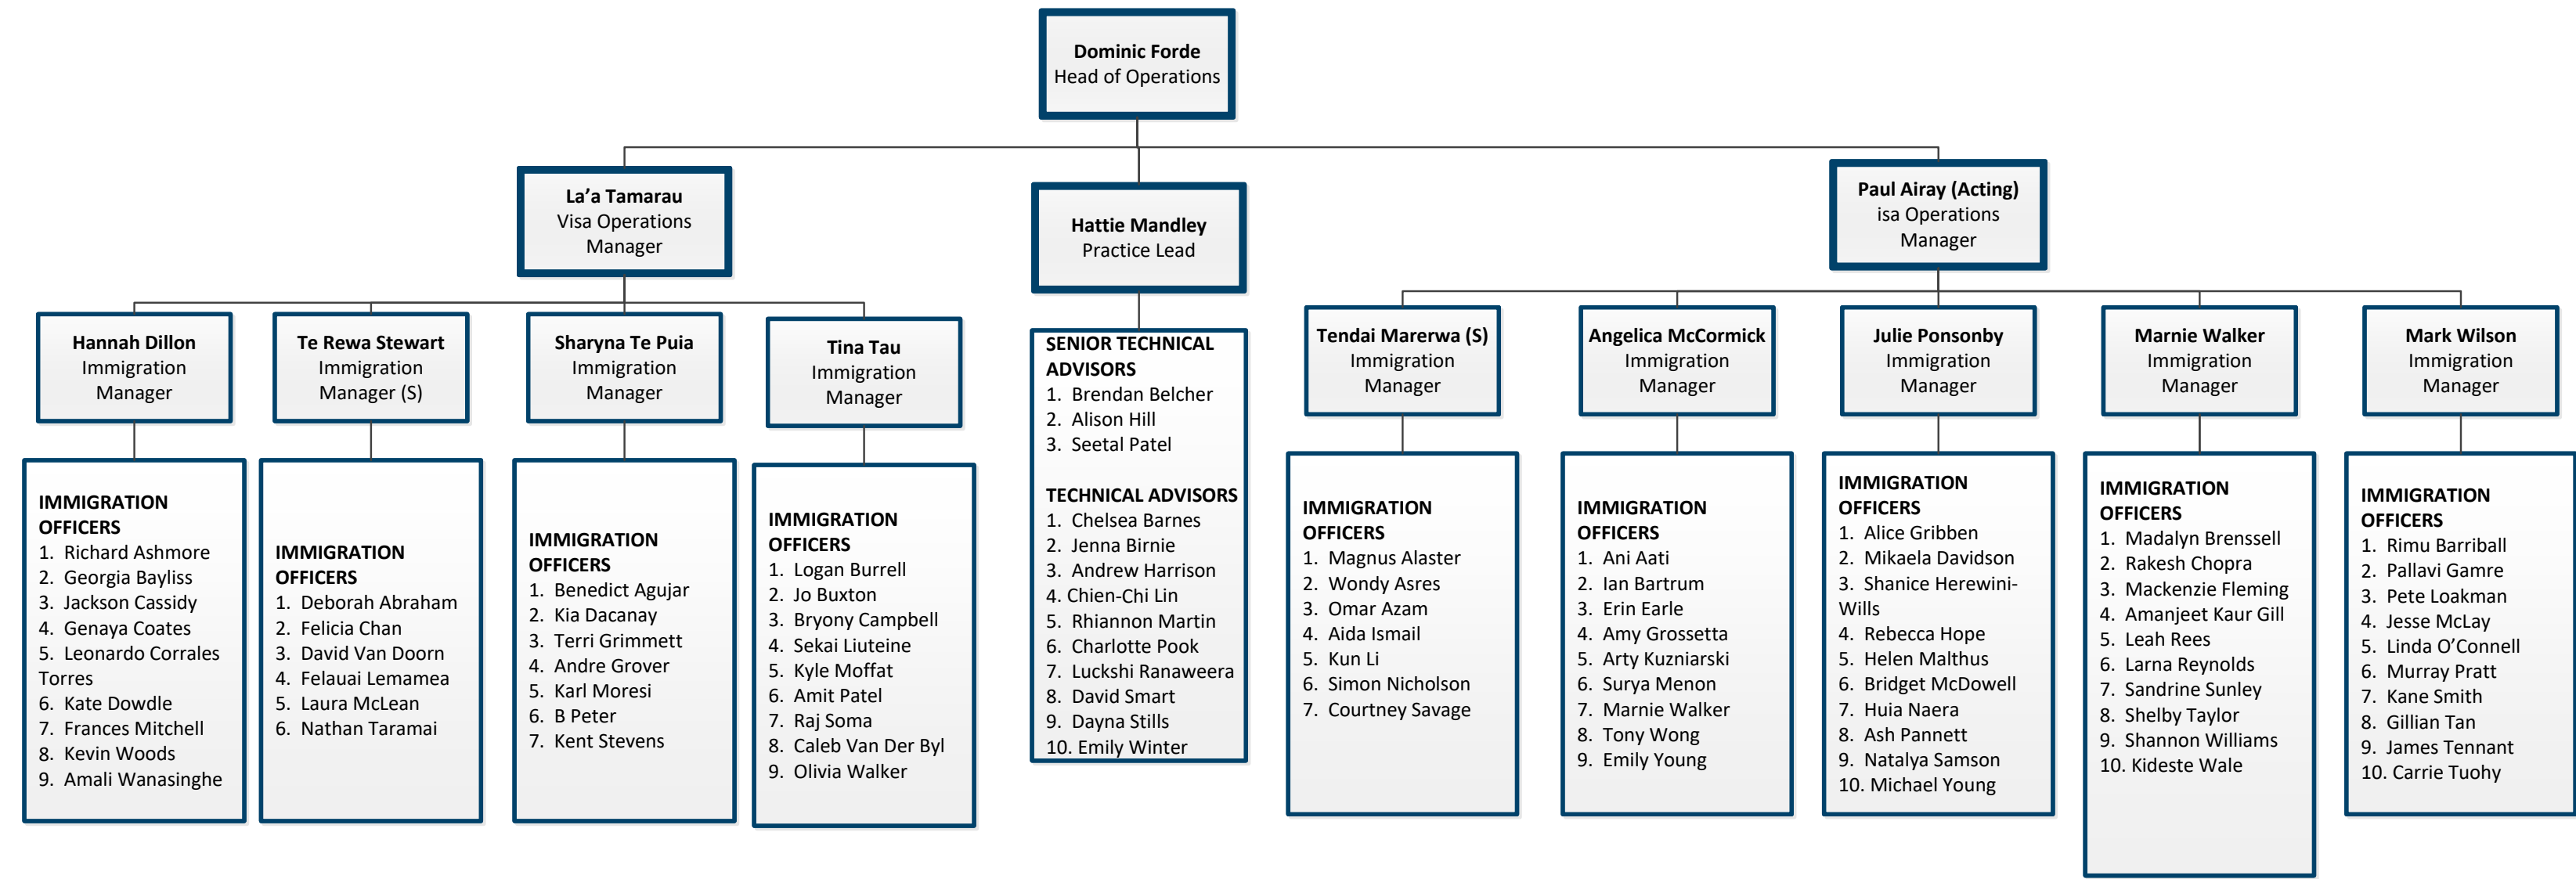 Dominic Forde
Head of Operations
La’a Tamarau
Visa Operations
Manager
Hattie Mandley
Practice Lead
Paul Airay (Acting)
isa Operations
Manager
Hannah Dillon
Immigration
Manager
Te Rewa Stewart
Immigration
Manager (S)
Sharyna Te Puia
Immigration
Manager
Tina Tau
Immigration
Manager
Tendai Marerwa (S)
Immigration
Manager
Angelica McCormick
Immigration
Manager
Julie Ponsonby
Immigration
Manager
Marnie Walker
Immigration
Manager
Mark Wilson
Immigration
Manager
IMMIGRATION
OFFICERS
1. Richard Ashmore
2. Georgia Bayliss
3. Jackson Cassidy
4. Genaya Coates
5. Leonardo Corrales
Torres
6. Kate Dowdle
7. Frances Mitchell
8. Kevin Woods
9. Amali Wanasinghe
IMMIGRATION
OFFICERS
1. Deborah Abraham
2. Felicia Chan
3. David Van Doorn
4. Felauai Lemamea
5. Laura McLean
6. Nathan Taramai
IMMIGRATION
OFFICERS
1. Benedict Agujar
2. Kia Dacanay
3. Terri Grimmett
4. Andre Grover
5. Karl Moresi
6. B Peter
7. Kent Stevens
IMMIGRATION
OFFICERS
1. Logan Burrell
2. Jo Buxton
3. Bryony Campbell
4. Sekai Liuteine
5. Kyle Moffat
6. Amit Patel
7. Raj Soma
8. Caleb Van Der Byl
9. Olivia Walker
SENIOR TECHNICAL
ADVISORS
1. Brendan Belcher
2. Alison Hill
3. Seetal Patel
TECHNICAL ADVISORS
1. Chelsea Barnes
2. Jenna Birnie
3. Andrew Harrison
4. Chien-Chi Lin
5. Rhiannon Martin
6. Charlotte Pook
7. Luckshi Ranaweera
8. David Smart
9. Dayna Stills
10. Emily Winter
IMMIGRATION
OFFICERS
1. Magnus Alaster
2. Wondy Asres
3. Omar Azam
4. Aida Ismail
5. Kun Li
6. Simon Nicholson
7. Courtney Savage
IMMIGRATION
OFFICERS
1. Ani Aati
2. Ian Bartrum
3. Erin Earle
4. Amy Grossetta
5. Arty Kuzniarski
6. Surya Menon
7. Marnie Walker
8. Tony Wong
9. Emily Young
IMMIGRATION
OFFICERS
1. Alice Gribben
2. Mikaela Davidson
3. Shanice Herewini-
Wills
4. Rebecca Hope
5. Helen Malthus
6. Bridget McDowell
7. Huia Naera
8. Ash Pannett
9. Natalya Samson
10. Michael Young
IMMIGRATION
OFFICERS
1. Madalyn Brenssell
2. Rakesh Chopra
3. Mackenzie Fleming
4. Amanjeet Kaur Gill
5. Leah Rees
6. Larna Reynolds
7. Sandrine Sunley
8. Shelby Taylor
9. Shannon Williams
10. Kideste Wale
IMMIGRATION
OFFICERS
1. Rimu Barriball
2. Pallavi Gamre
3. Pete Loakman
4. Jesse McLay
5. Linda O’Connell
6. Murray Pratt
7. Kane Smith
8. Gillian Tan
9. James Tennant
10. Carrie Tuohy